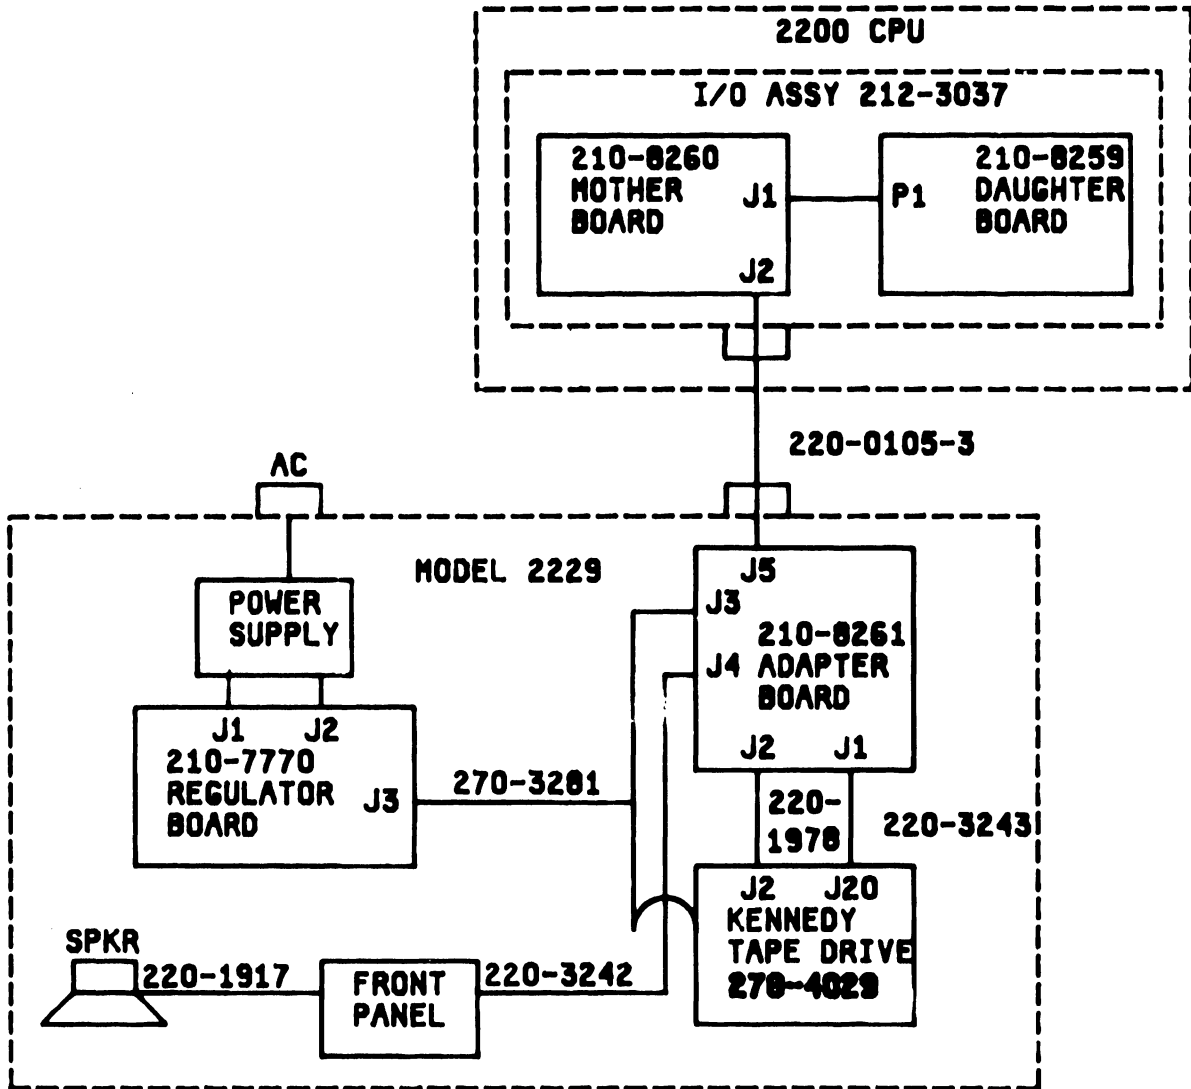 2200 CPU
I/O ASSY 212-3037
210-8260
MOTHER
BOARD
J1
J2
P1
210-8259
DAUGHTER
BOARD
220-0105-3
AC
MODEL 2229
POWER
SUPPLY
J1 J2
210-7770
REGULATOR
BOARD
J3
270-3281
J5
J3
J4
210-8261
ADAPTER
BOARD
J2 J1
220-
1978
220-3243
J2 J20
KENNEDY
TAPE DRIVE
SPKR
220-1917
FRONT
PANEL
220-3242